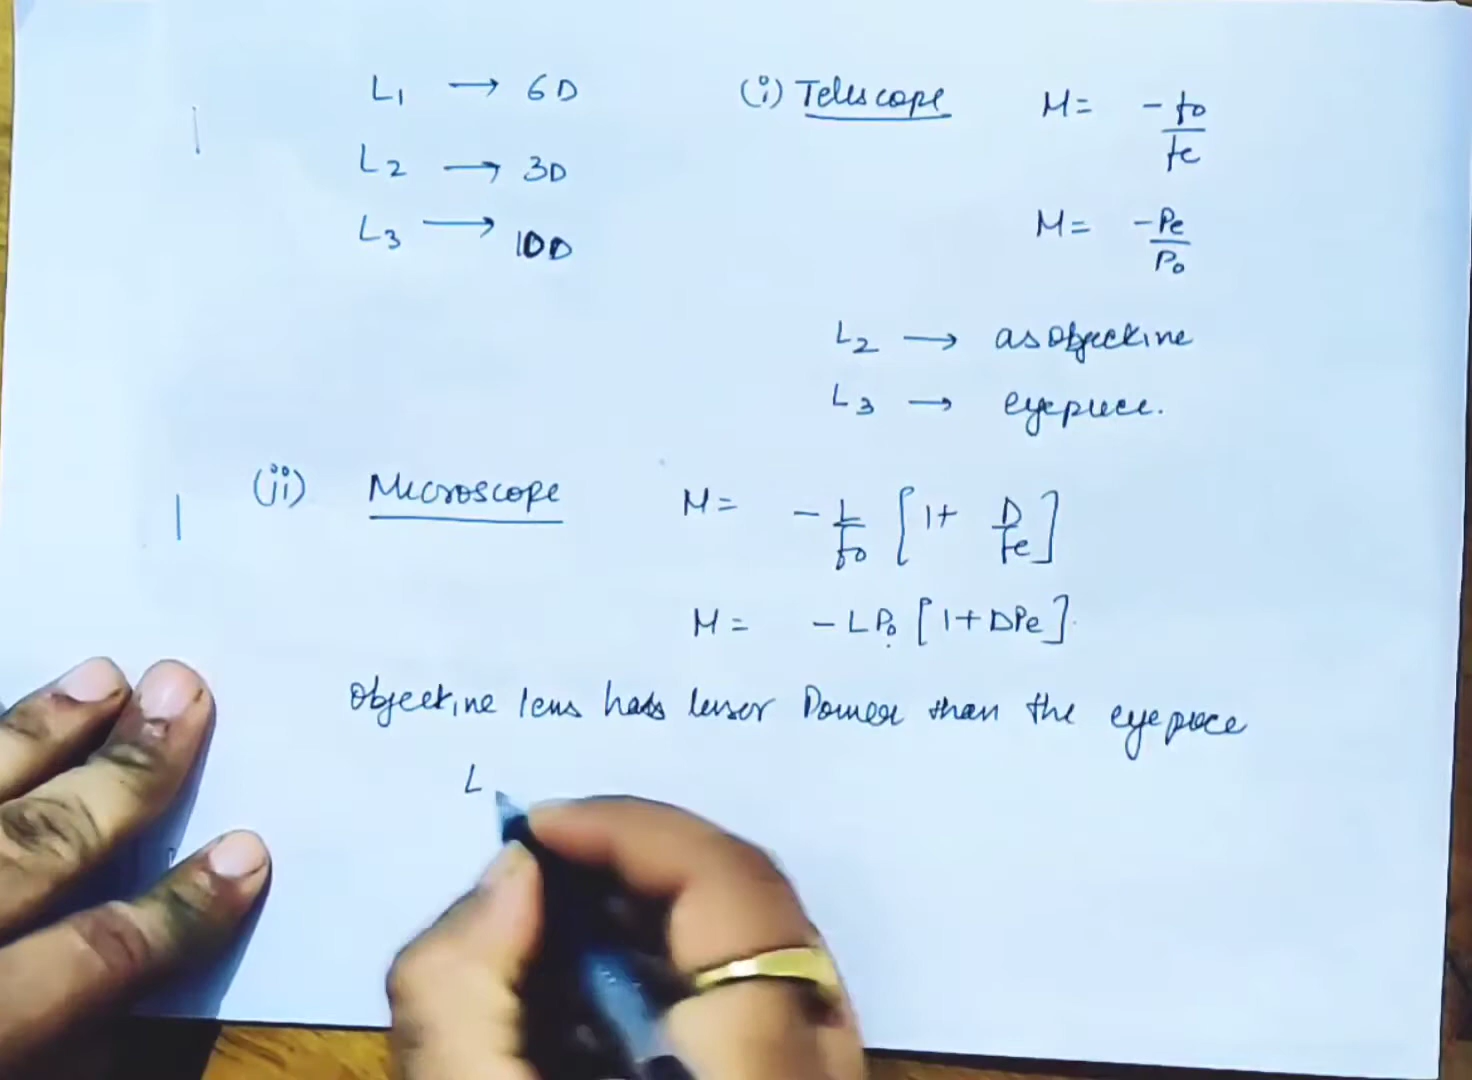 L1 → 6D
L2 → 3D
L3 → 10D
(i) Telescope M = -fo/fe
M = -Pe/Po
L2 → as objective
L3 → eyepiece.
(ii) Microscope M = -L/fo [1+ D/fe]
M = -LPo [1+DPe]
Objective lens has lesser Power than the eyepiece
L